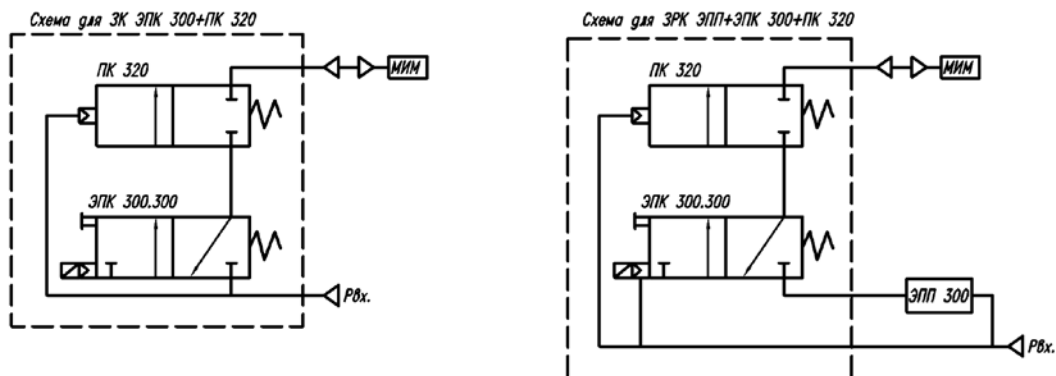 Схема для ЗК ЭПК 300+ПК 320
ПК 320
МИМ
ЭПК 300.300
Рвх.
Схема для ЗРК ЭПП+ЭПК 300+ПК 320
ПК 320
МИМ
ЭПК 300.300
ЭПП 300
Рвх.